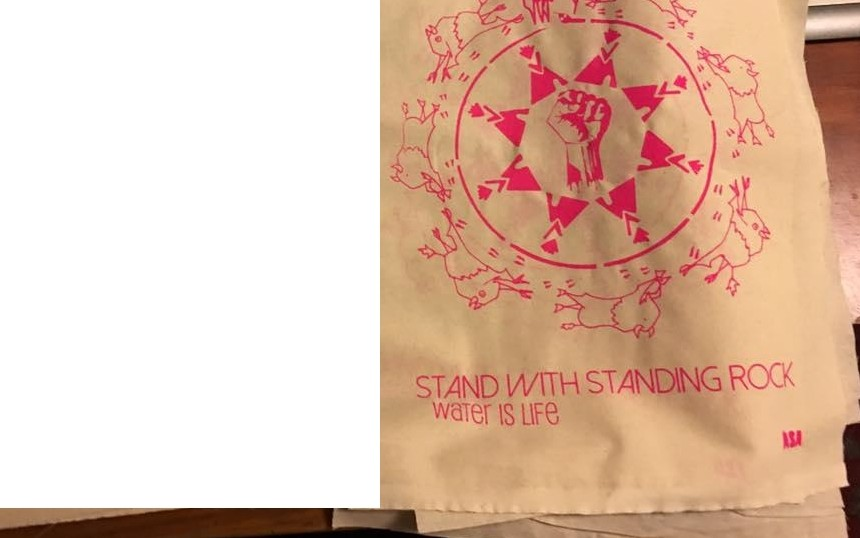 STAND WITH STANDING ROCK
water IS LIFE